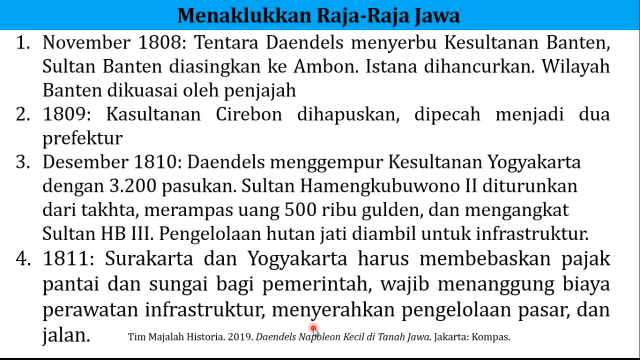 Menaklukkan Raja-Raja Jawa
1. November 1808: Tentara Daendels menyerbu Kesultanan Banten,
Sultan Banten diasingkan ke Ambon. Istana dihancurkan. Wilayah
Banten dikuasai oleh penjajah
2. 1809: Kasultanan Cirebon dihapuskan, dipecah menjadi dua
prefektur
3. Desember 1810: Daendels menggempur Kesultanan Yogyakarta
dengan 3.200 pasukan. Sultan Hamengkubuwono II diturunkan
dari takhta, merampas uang 500 ribu gulden, dan mengangkat
Sultan HB III. Pengelolaan hutan jati diambil untuk infrastruktur.
4. 1811: Surakarta dan Yogyakarta harus membebaskan pajak
pantai dan sungai bagi pemerintah, wajib menanggung biaya
perawatan infrastruktur, menyerahkan pengelolaan pasar, dan
jalan.
Tim Majalah Historia. 2019. Daendels Napoleon Kecil di Tanah Jawa. Jakarta: Kompas.